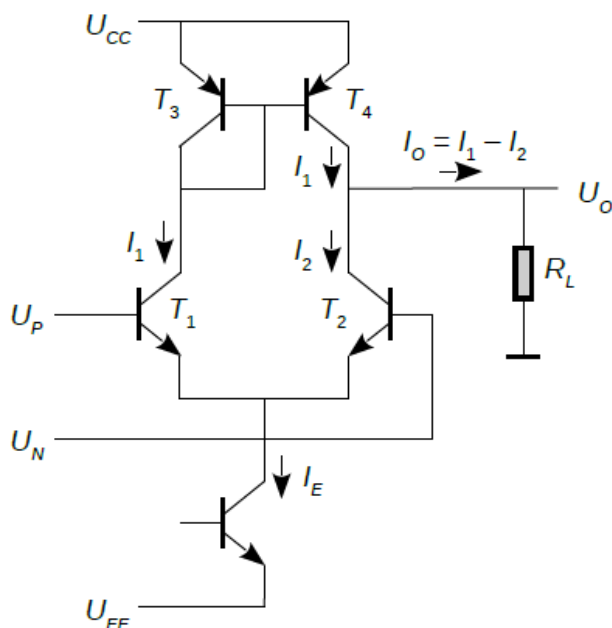 U_CC
T_3
T_4
I_O = I_1 – I_2
I_1
U_O
I_1
I_2
R_L
U_P
T_1
T_2
U_N
I_E
U_EE